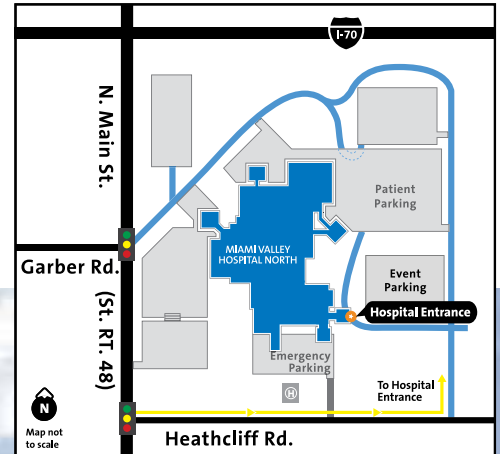 I-70
N. Main St.
Patient
Parking
MIAMI VALLEY
HOSPITAL NORTH
Garber Rd.
Event
Parking
Hospital Entrance
(St. RT. 48)
Emergency
Parking
H
To Hospital
Entrance
N
Map not
to scale
Heathcliff Rd.